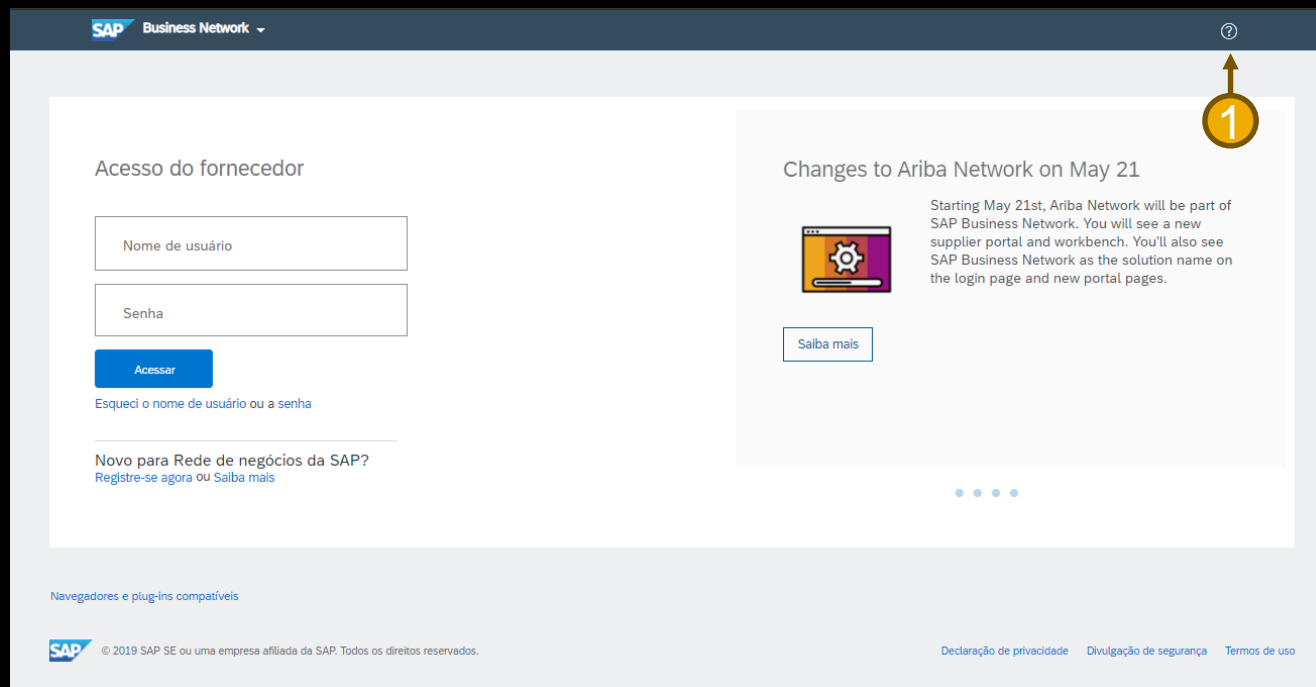 SAP Business Network
?
1
Acesso do fornecedor
Nome de usuário
Senha
Acessar
Esqueci o nome de usuário ou a senha
Novo para Rede de negócios da SAP?
Registre-se agora ou Saiba mais
Changes to Ariba Network on May 21
Starting May 21st, Ariba Network will be part of
SAP Business Network. You will see a new
supplier portal and workbench. You'll also see
SAP Business Network as the solution name on
the login page and new portal pages.
Saiba mais
Navegadores e plug-ins compatíveis
SAP © 2019 SAP SE ou uma empresa afiliada da SAP. Todos os direitos reservados.
Declaração de privacidade Divulgação de segurança Termos de uso